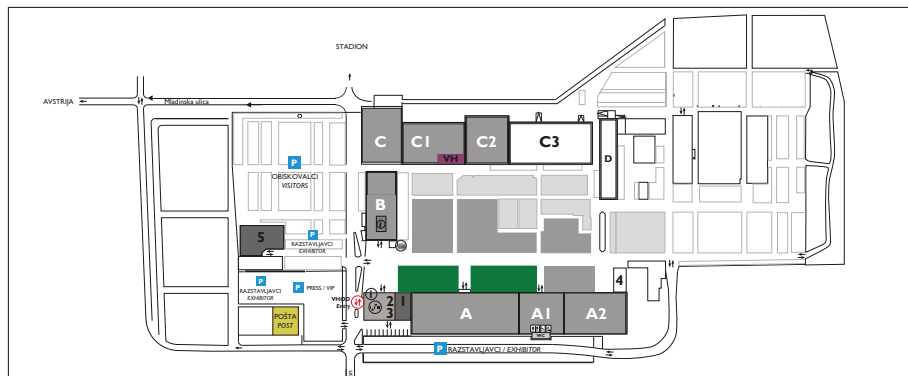 STADION
AVSTRIJA
Mladinska ulica
C
C1
C2
C3
VH
D
P
OBISKOVALCI
VISITORS
B
5
P
RAZSTAVLJAVCI
EXHIBITOR
P
RAZSTAVLJAVCI
EXHIBITOR
P PRESS / VIP
4
VHOD
Entry
i
2
3
1
A
A1
A2
WC
POŠTA
POST
P RAZSTAVLJAVCI / EXHIBITOR